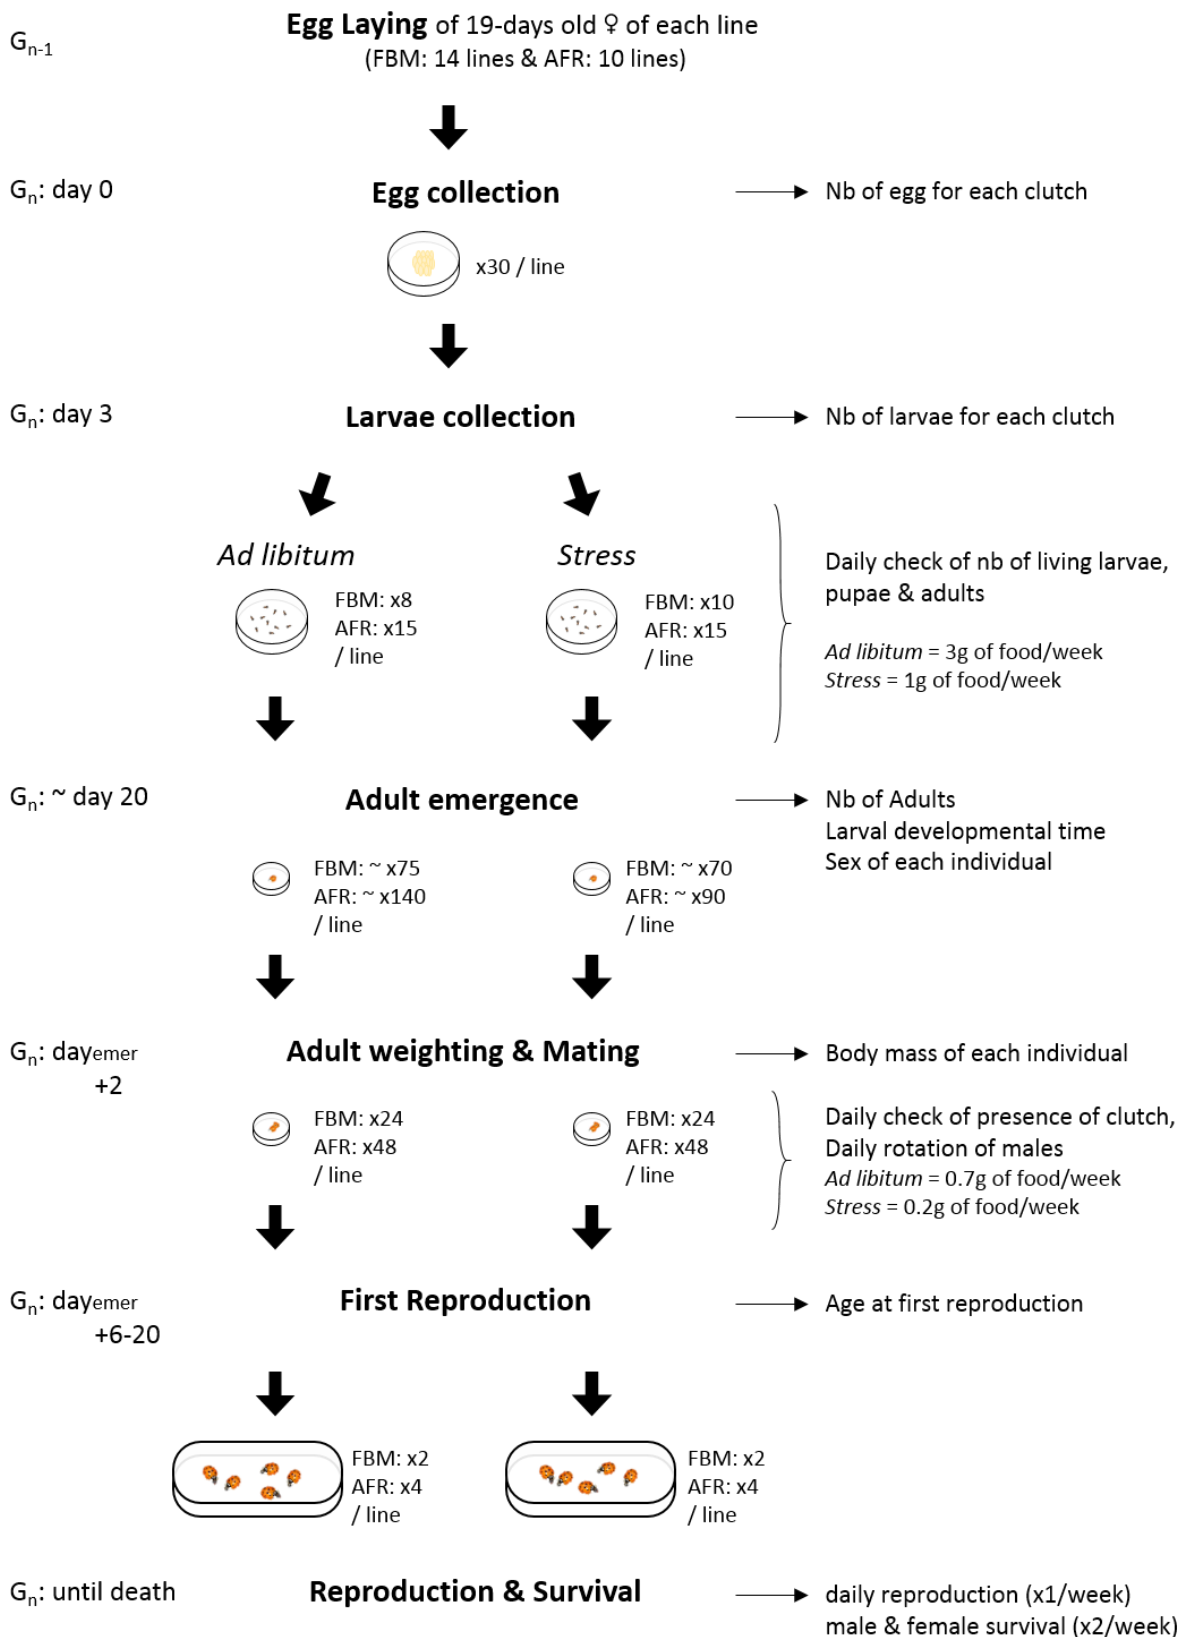 G_{n-1}
Egg Laying of 19-days old ♀ of each line
(FBM: 14 lines & AFR: 10 lines)
G_n: day 0
Egg collection
Nb of egg for each clutch
x30 / line
G_n: day 3
Larvae collection
Nb of larvae for each clutch
Ad libitum
FBM: x8
AFR: x15
/ line
Stress
FBM: x10
AFR: x15
/ line
Daily check of nb of living larvae,
pupae & adults
Ad libitum = 3g of food/week
Stress = 1g of food/week
G_n: ~ day 20
Adult emergence
Nb of Adults
Larval developmental time
Sex of each individual
FBM: ~ x75
AFR: ~ x140
/ line
FBM: ~ x70
AFR: ~ x90
/ line
G_n: dayemer
+2
Adult weighting & Mating
Body mass of each individual
FBM: x24
AFR: x48
/ line
FBM: x24
AFR: x48
/ line
Daily check of presence of clutch,
Daily rotation of males
Ad libitum = 0.7g of food/week
Stress = 0.2g of food/week
G_n: dayemer
+6-20
First Reproduction
Age at first reproduction
FBM: x2
AFR: x4
/ line
FBM: x2
AFR: x4
/ line
G_n: until death
Reproduction & Survival
daily reproduction (x1/week)
male & female survival (x2/week)